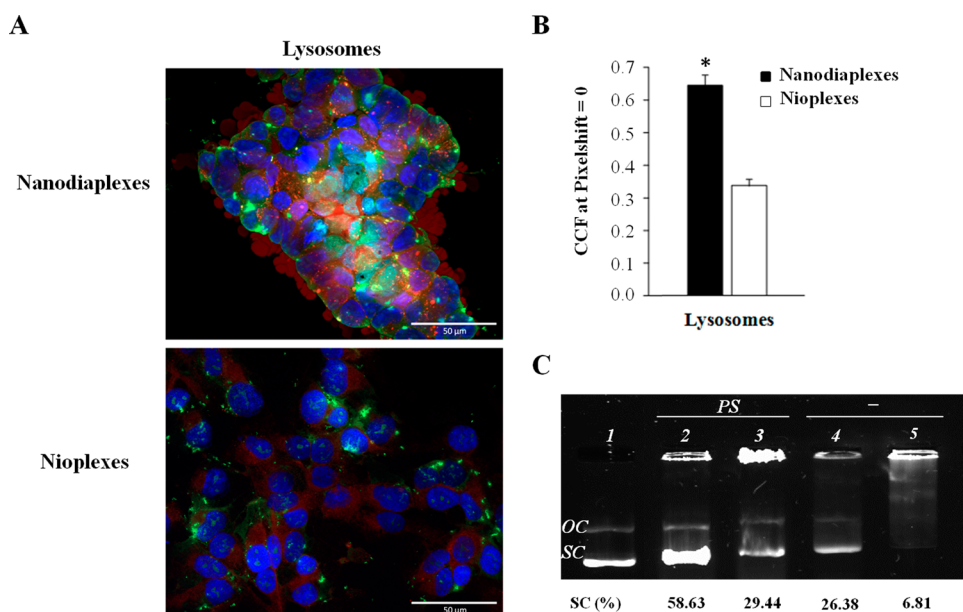 A
Lysosomes
Nanodiaplexes
50 µm
Nioplexes
50 µm
B
CCF at Pixelshift = 0
0.7
0.6
0.5
0.4
0.3
0.2
0.1
0.0
*
Nanodiaplexes
Nioplexes
Lysosomes
C
PS –
1 2 3 4 5
OC
SC
SC (%) 58.63 29.44 26.38 6.81